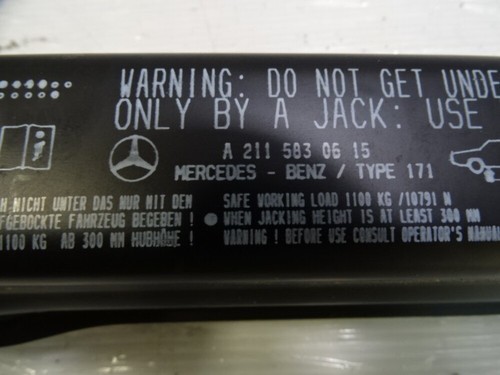 WARNING: DO NOT GET UNDE
ONLY BY A JACK: USE
A 211 583 06 15
MERCEDES - BENZ / TYPE 171
H NICHT UNTER DAS NUR MIT DEM
FGEBOCKTE FAHRZEUG BEGEBEN !
1100 KG AB 300 MM HUBHÖHE !
SAFE WORKING LOAD 1100 KG /10791 N
WHEN JACKING HEIGHT IS AT LEAST 300 MM
WARNING ! BEFORE USE CONSULT OPERATOR'S MANUAL